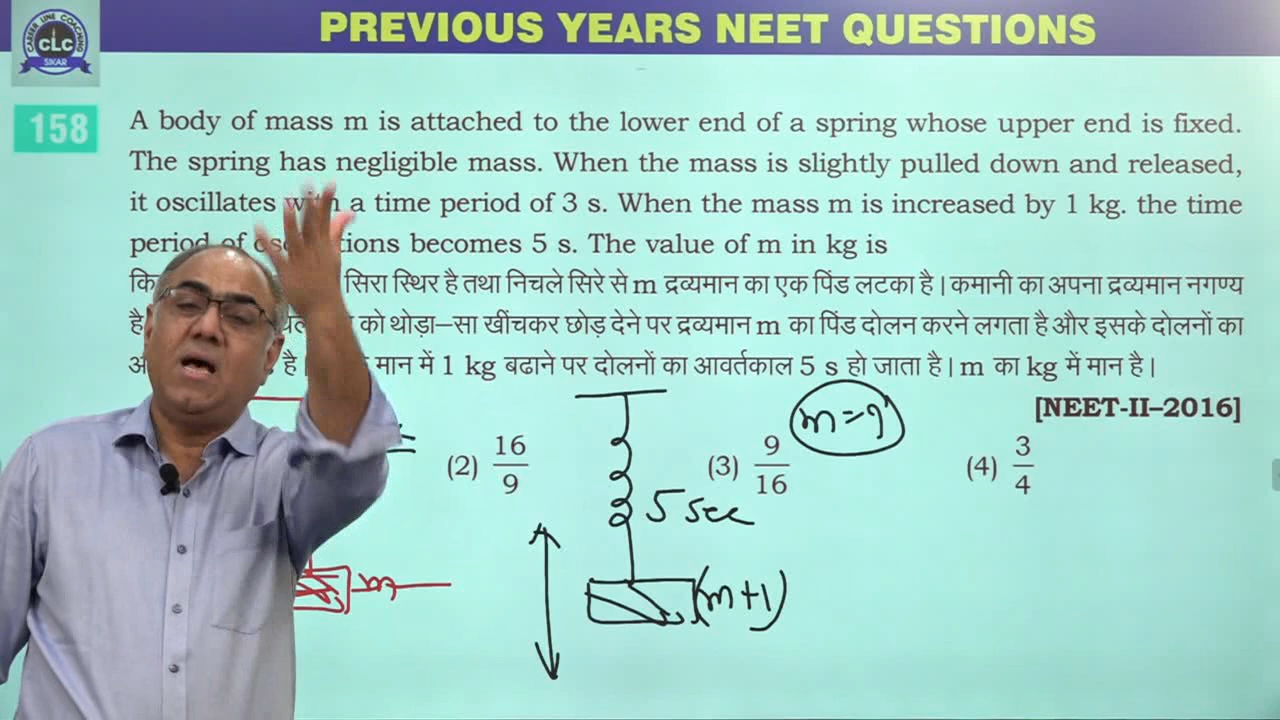 PREVIOUS YEARS NEET QUESTIONS
CAREER LINE COACHING
CLC
SIKAR
158
A body of mass m is attached to the lower end of a spring whose upper end is fixed.
The spring has negligible mass. When the mass is slightly pulled down and released,
it oscillates with a time period of 3 s. When the mass m is increased by 1 kg. the time
period of oscillations becomes 5 s. The value of m in kg is
सिरा स्थिर है तथा निचले सिरे से m द्रव्यमान का एक पिंड लटका है। कमानी का अपना द्रव्यमान नगण्य
है। को थोड़ा–सा खींचकर छोड़ देने पर द्रव्यमान m का पिंड दोलन करने लगता है और इसके दोलनों का
है। मान में 1 kg बढाने पर दोलनों का आवर्तकाल 5 s हो जाता है। m का kg में मान है।
[NEET-II–2016]
m = ?
(2) 16/9
(3) 9/16
(4) 3/4
5 sec
m
(m+1)